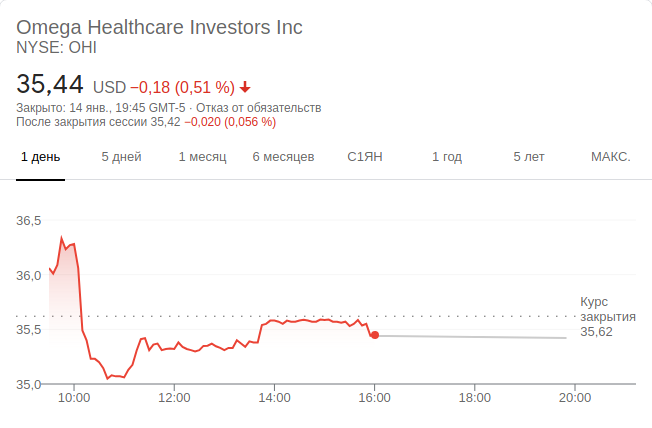 Omega Healthcare Investors Inc
NYSE: OHI
35,44 USD −0,18 (0,51 %)
Закрыто: 14 янв., 19:45 GMT-5 · Отказ от обязательств
После закрытия сессии 35,42 −0,020 (0,056 %)
1 день 5 дней 1 месяц 6 месяцев С1ЯН 1 год 5 лет МАКС.
36,5
36,0
Курс
закрытия
35,62
35,5
35,0
10:00 12:00 14:00 16:00 18:00 20:00